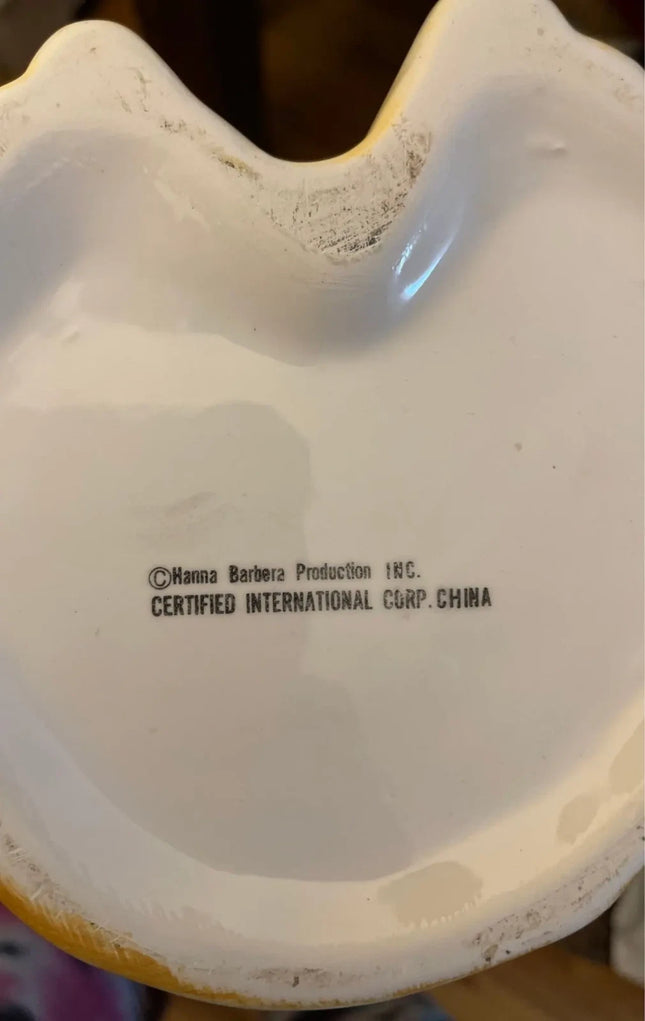 ©Hanna Barbera Production INC.
CERTIFIED INTERNATIONAL CORP. CHINA